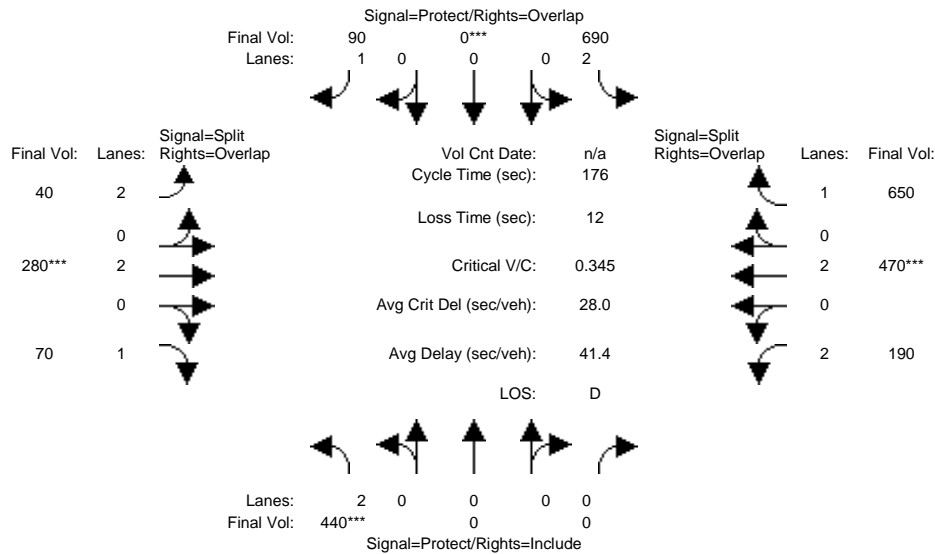 Signal=Protect/Rights=Overlap
Final Vol: 90 0*** 690
Lanes: 1 0 0 0 2
Signal=Split
Rights=Overlap
Final Vol: Lanes:
Vol Cnt Date: n/a
Signal=Split
Rights=Overlap
Lanes: Final Vol:
Cycle Time (sec): 176
40 2
1 650
Loss Time (sec): 12
0
0
280*** 2
Critical V/C: 0.345
2 470***
0
Avg Crit Del (sec/veh): 28.0
0
70 1
Avg Delay (sec/veh): 41.4
2 190
LOS: D
Lanes: 2 0 0 0 0
Final Vol: 440*** 0 0
Signal=Protect/Rights=Include